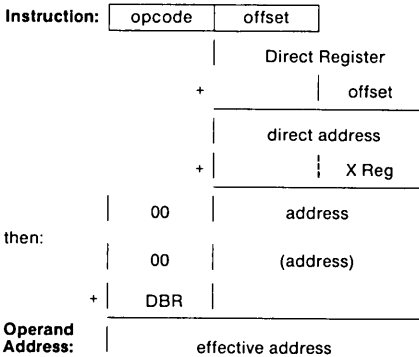 Instruction: opcode offset
Direct Register
+ offset
direct address
+ X Reg
00 address
then:
00 (address)
+ DBR
Operand
Address: effective address